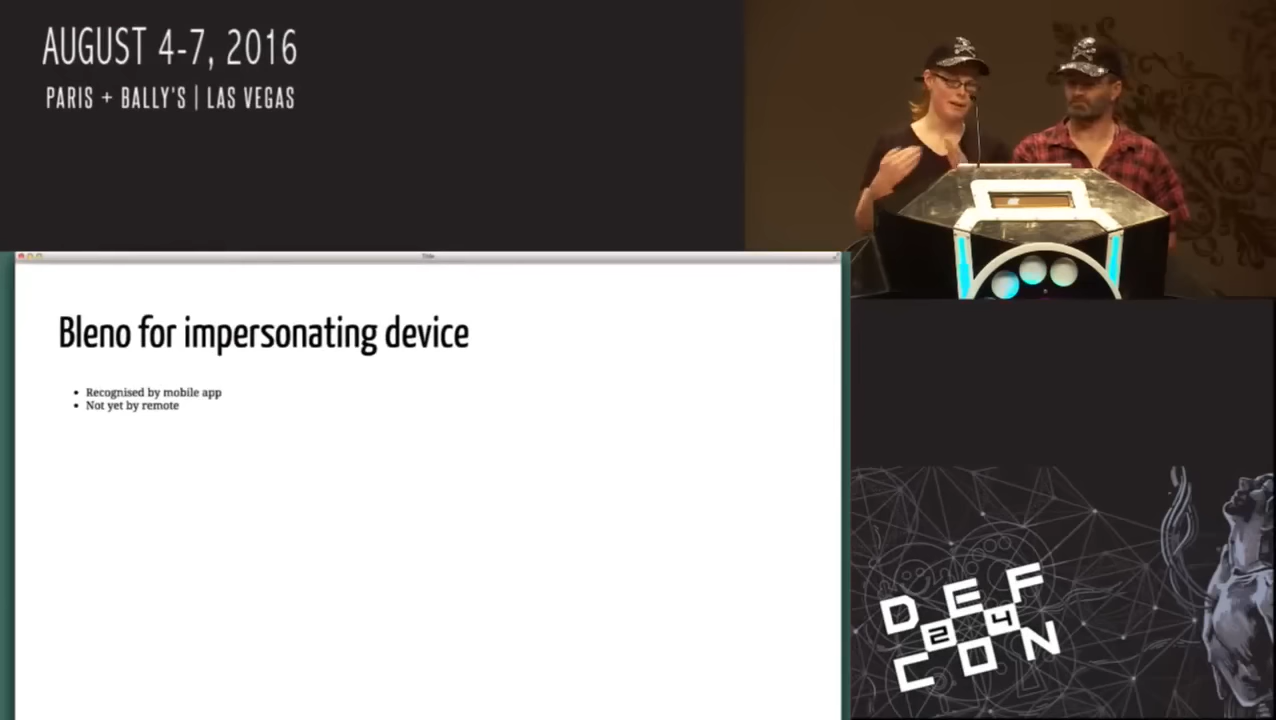 AUGUST 4-7, 2016
PARIS + BALLY'S | LAS VEGAS
Title
Bleno for impersonating device
• Recognised by mobile app
• Not yet by remote
DEF
24
CON